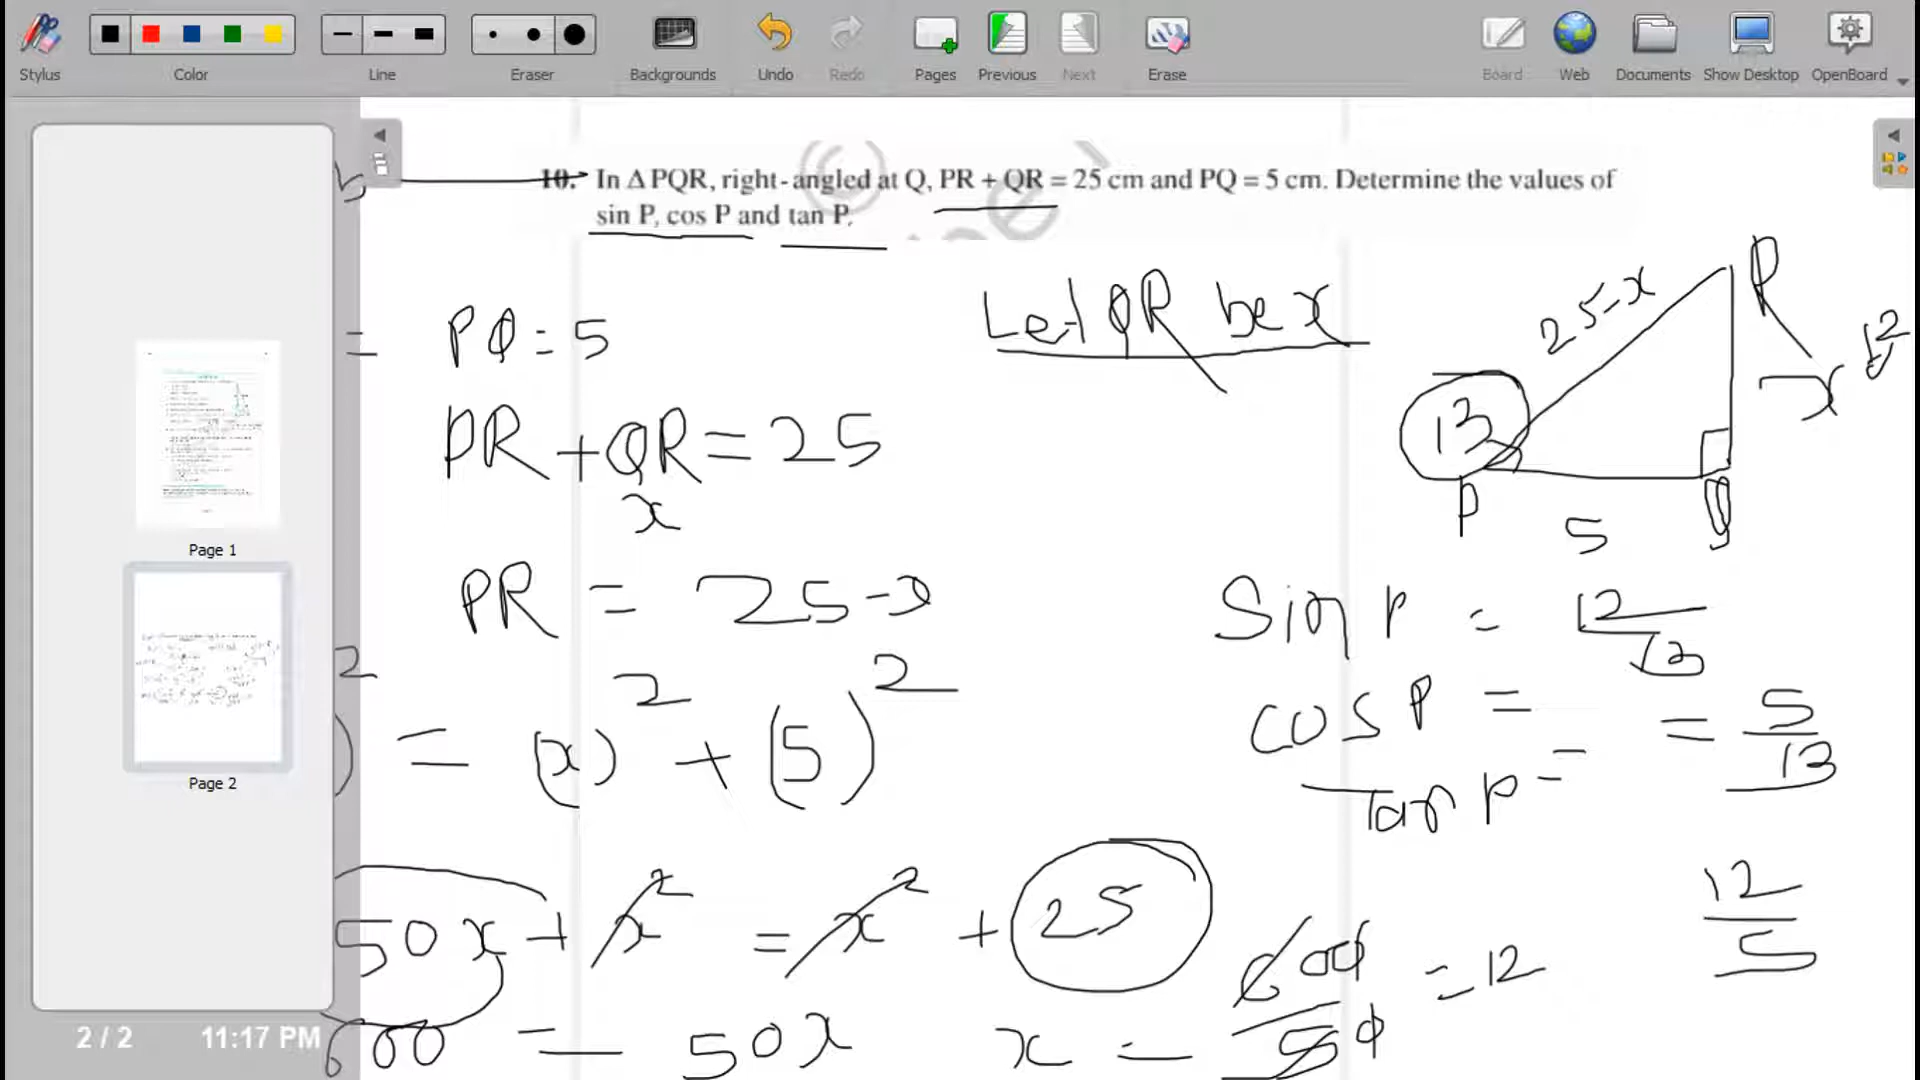 Stylus Color Line Eraser Backgrounds Undo Redo Pages Previous Next Erase Board Web Documents Show Desktop OpenBoard
10. In Δ PQR, right-angled at Q, PR + QR = 25 cm and PQ = 5 cm. Determine the values of
sin P, cos P and tan P.
Let QR be x
= PQ = 5
PR + QR = 25
x
PR = 25 - x
2 2 2
) = (x) + (5)
50x + x² = x² + 25
600 = 50x x = 600/50 = 12
R
25-x
12
x
13
P
5
Q
Sin P = 12/13
cos P = = 5/13
Tan P =
12/5
Page 1
Page 2
2 / 2 11:17 PM